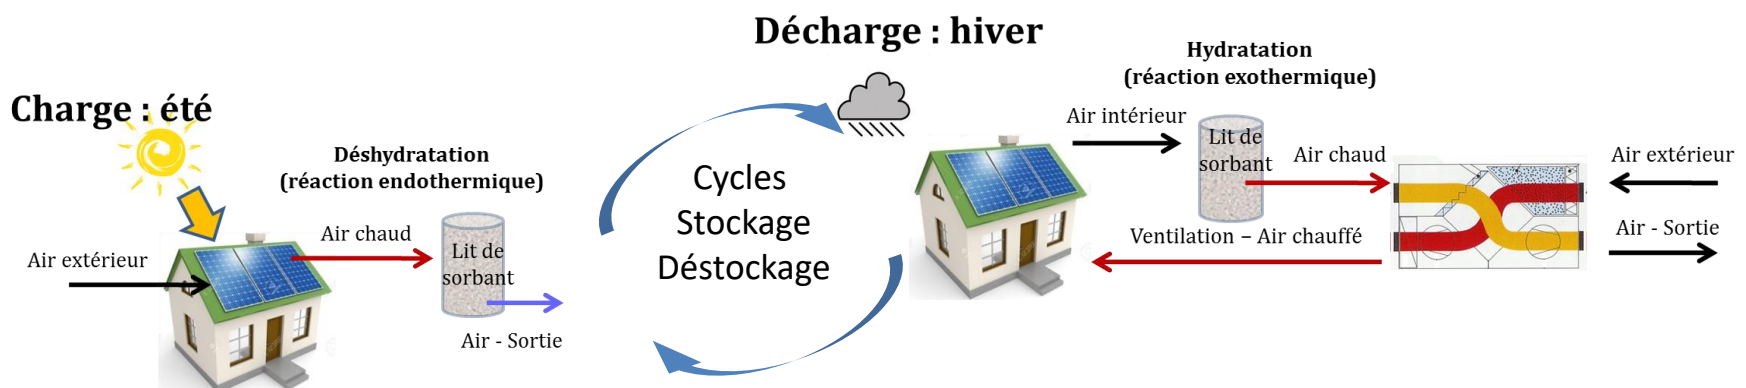 Charge : été
Déshydratation
(réaction endothermique)
Air extérieur
Air chaud
Lit de
sorbant
Air - Sortie
Cycles
Stockage
Déstockage
Décharge : hiver
Hydratation
(réaction exothermique)
Air intérieur
Lit de
sorbant
Air chaud
Air extérieur
Ventilation – Air chauffé
Air - Sortie